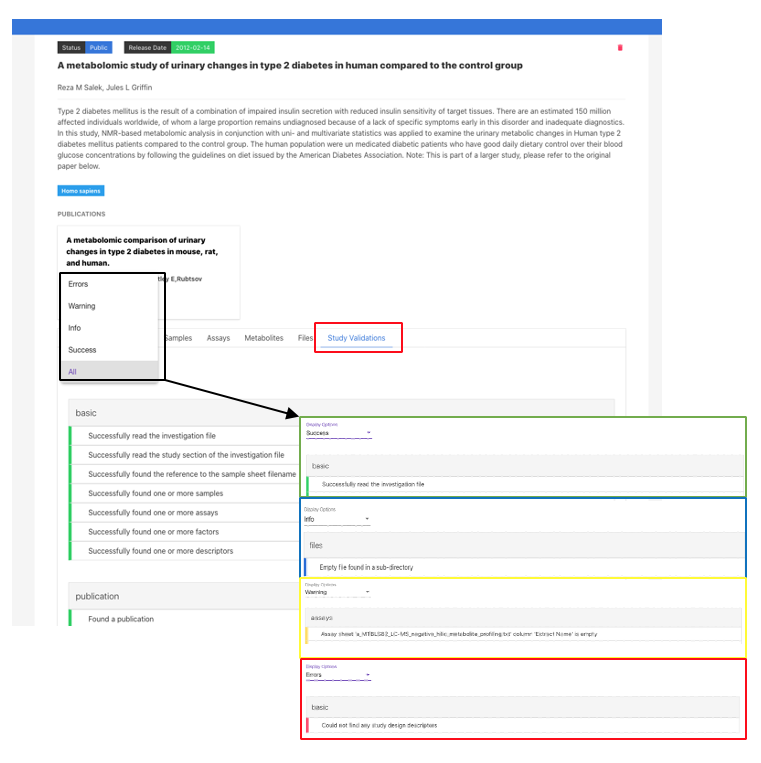 Status Public Release Date 2012-02-14
A metabolomic study of urinary changes in type 2 diabetes in human compared to the control group
Reza M Salek, Jules L Griffin
Type 2 diabetes mellitus is the result of a combination of impaired insulin secretion with reduced insulin sensitivity of target tissues. There are an estimated 150 million
affected individuals worldwide, of whom a large proportion remains undiagnosed because of a lack of specific symptoms early in this disorder and inadequate diagnostics.
In this study, NMR-based metabolomic analysis in conjunction with uni- and multivariate statistics was applied to examine the urinary metabolic changes in Human type 2
diabetes mellitus patients compared to the control group. The human population were un medicated diabetic patients who have good daily dietary control over their blood
glucose concentrations by following the guidelines on diet issued by the American Diabetes Association. Note: This is part of a larger study, please refer to the original
paper below.
Homo sapiens
PUBLICATIONS
A metabolomic comparison of urinary
changes in type 2 diabetes in mouse, rat,
and human.
E,Rubtsov
Errors
Warning
Info
Success
All
Samples Assays Metabolites Files Study Validations
basic
Successfully read the investigation file
Successfully read the study section of the investigation file
Successfully found the reference to the sample sheet filename
Successfully found one or more samples
Successfully found one or more assays
Successfully found one or more factors
Successfully found one or more descriptors
publication
Found a publication
Display Options
Success
basic
Successfully read the investigation file
Display Options
Info
files
Empty file found in a sub-directory
Display Options
Warning
assays
Assay sheet 'a_MTBLS82_LC-MS_negative_hilic_metabolite_profiling.txt' column 'Extract Name' is empty
Display Options
Errors
basic
Could not find any study design descriptors